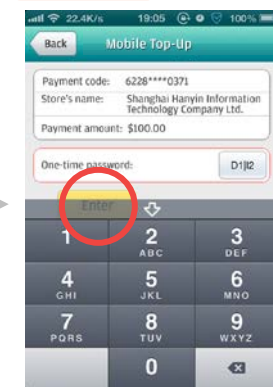 22.4K/s 19:05 100%
Back Mobile Top-Up
Payment code: 6228****0371
Store's name: Shanghai Hanyin Information
Technology Company Ltd.
Payment amount: $100.00
One-time password:
Enter
1 2 ABC 3 DEF
4 GHI 5 JKL 6 MNO
7 PQRS 8 TUV 9 WXYZ
0